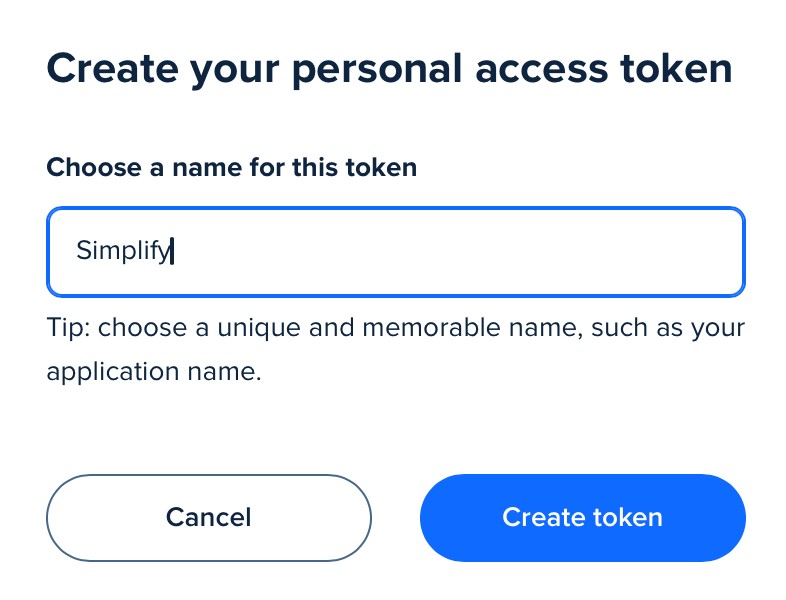 Create your personal access token
Choose a name for this token
Simplify
Tip: choose a unique and memorable name, such as your
application name.
Cancel
Create token